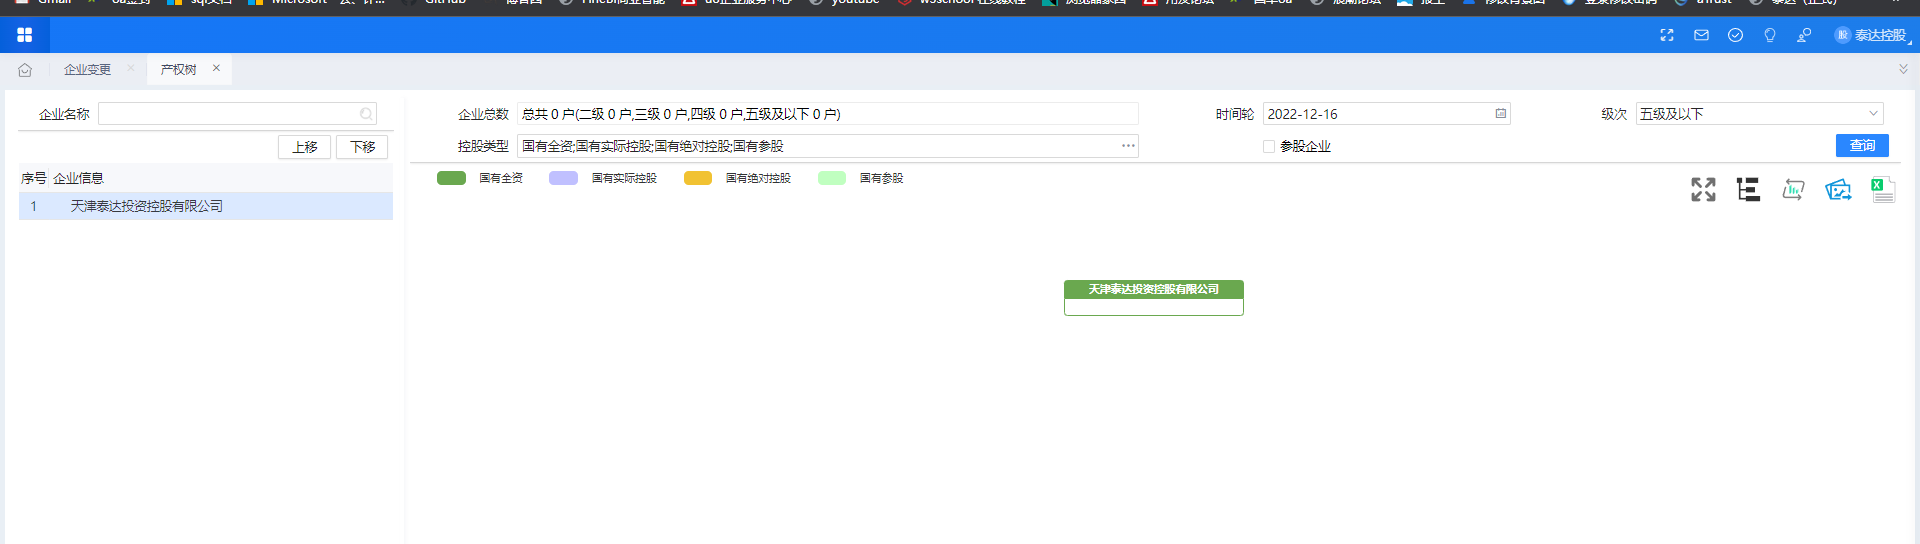 Gmail
Microsoft
GitHub
youtube
企业变更 × 产权树 ×
股 泰达控股
企业名称
上移 下移
序号 企业信息
1 天津泰达投资控股有限公司
企业总数 总共 0 户(二级 0 户,三级 0 户,四级 0 户,五级及以下 0 户)
时间轮 2022-12-16
级次 五级及以下
控股类型 国有全资;国有实际控股;国有绝对控股;国有参股 ···
参股企业
查询
国有全资 国有实际控股 国有绝对控股 国有参股
天津泰达投资控股有限公司